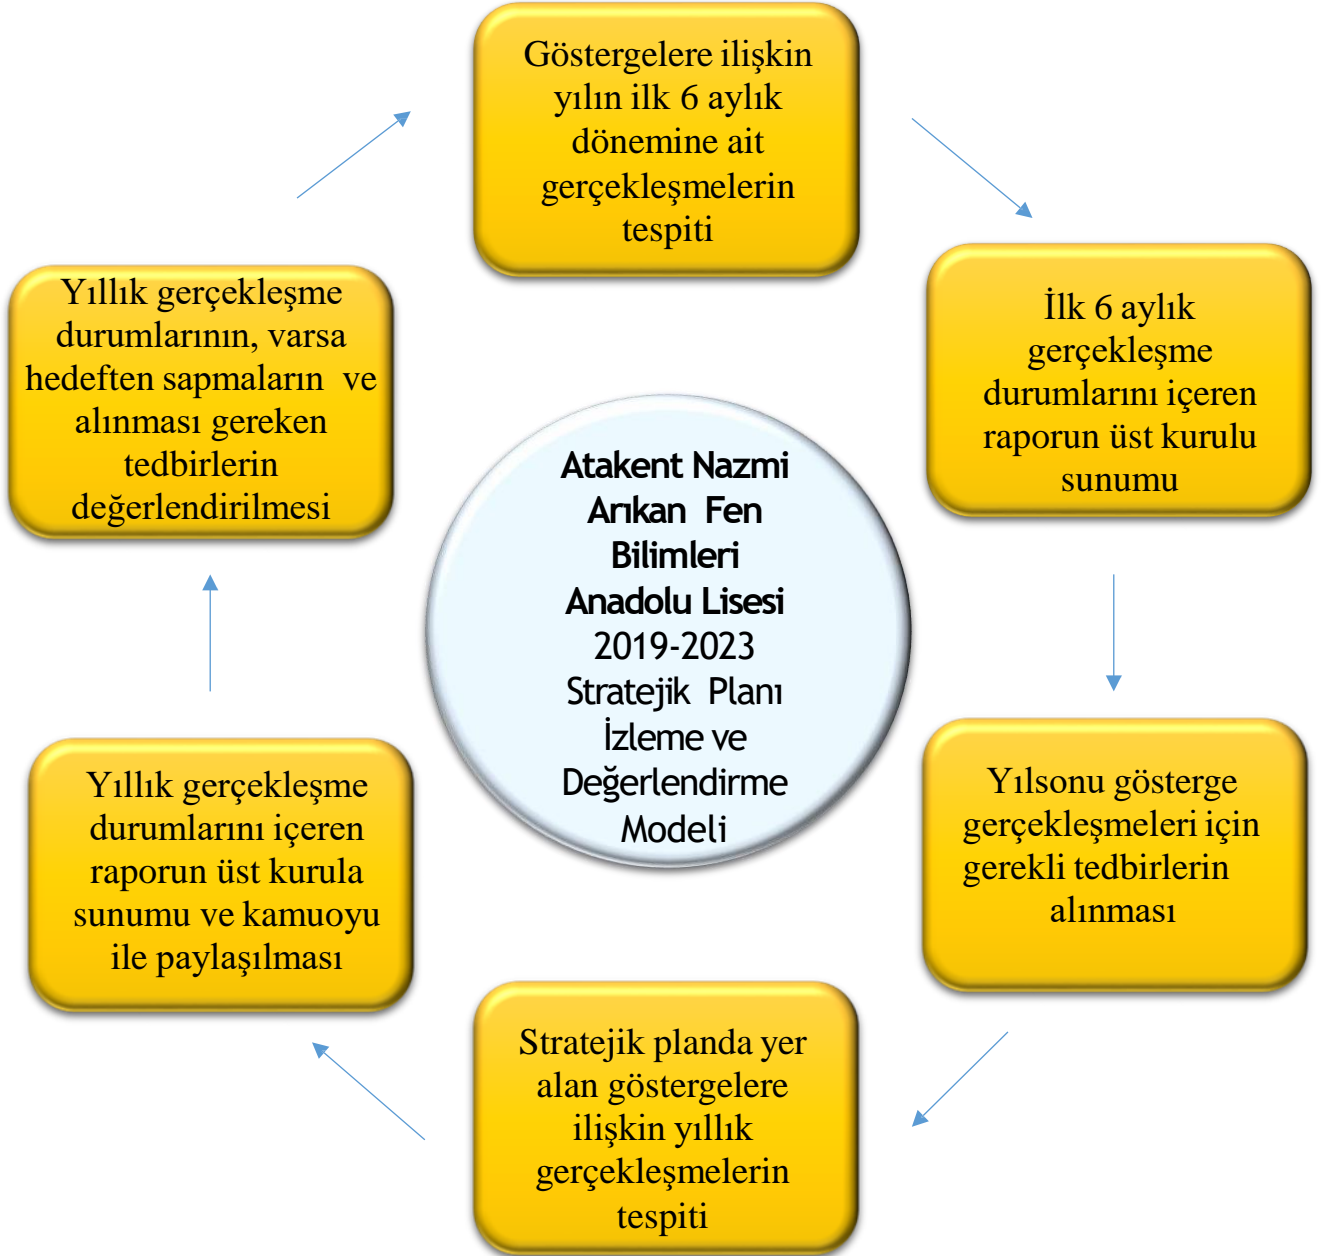 Göstergelere ilişkin
yılın ilk 6 aylık
dönemine ait
gerçekleşmelerin
tespiti
İlk 6 aylık
gerçekleşme
durumlarını içeren
raporun üst kurulu
sunumu
Yılsonu gösterge
gerçekleşmeleri için
gerekli tedbirlerin
alınması
Stratejik planda yer
alan göstergelere
ilişkin yıllık
gerçekleşmelerin
tespiti
Yıllık gerçekleşme
durumlarını içeren
raporun üst kurula
sunumu ve kamuoyu
ile paylaşılması
Yıllık gerçekleşme
durumlarının, varsa
hedeften sapmaların ve
alınması gereken
tedbirlerin
değerlendirilmesi
Atakent Nazmi
Arıkan Fen
Bilimleri
Anadolu Lisesi
2019-2023
Stratejik Planı
İzleme ve
Değerlendirme
Modeli